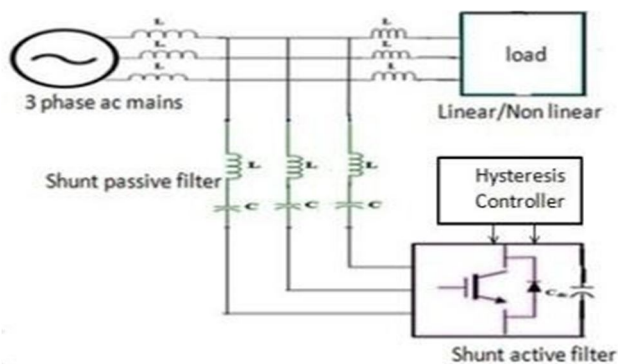 L
L
L
L
L
L
load
3 phase ac mains
Linear/Non linear
L
L
L
Shunt passive filter
C
C
C
Hysteresis
Controller
Shunt active filter